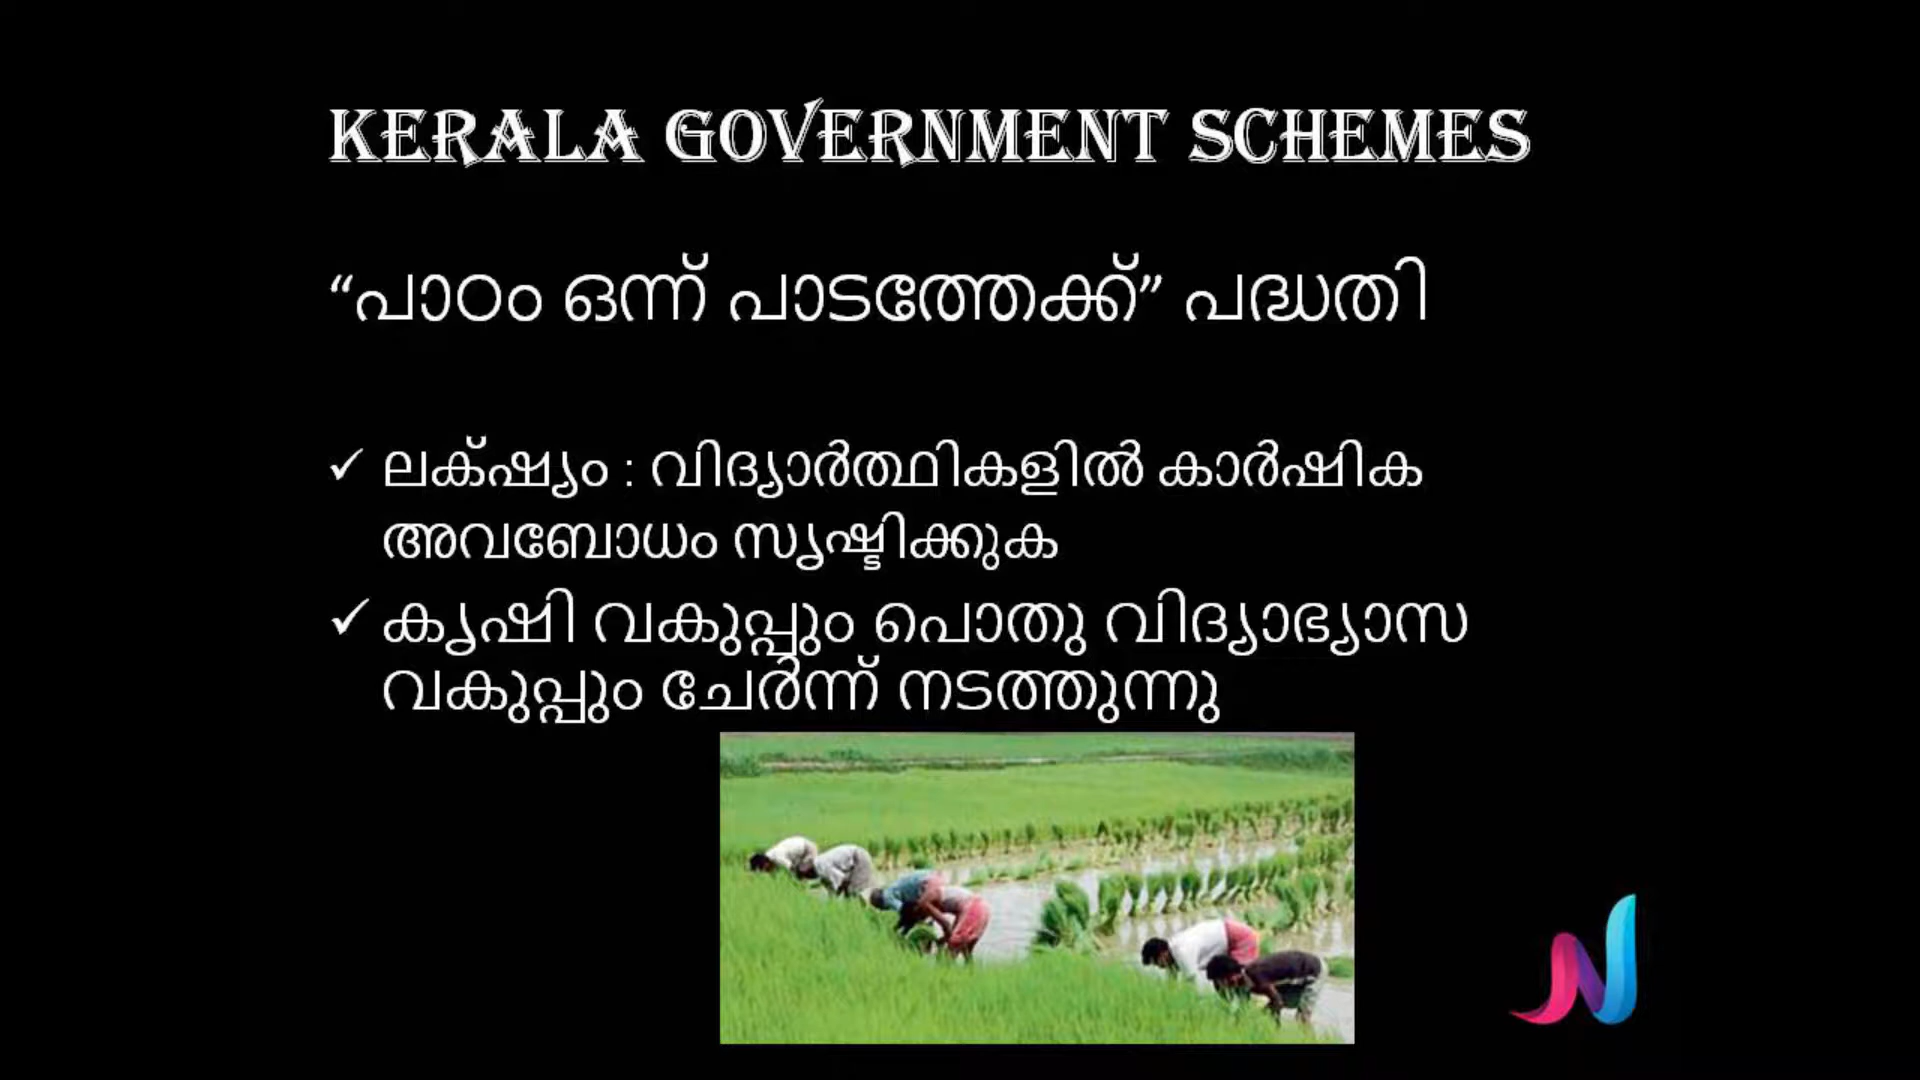 KERALA GOVERNMENT SCHEMES
“പാഠം ഒന്ന് പാടത്തേക്ക്” പദ്ധതി
✓ ലക്‌ഷ്യം : വിദ്യാർത്ഥികളിൽ കാർഷിക
അവബോധം സൃഷ്ടിക്കുക
✓ കൃഷി വകുപ്പും പൊതു വിദ്യാഭ്യാസ
വകുപ്പും ചേർന്ന് നടത്തുന്നു